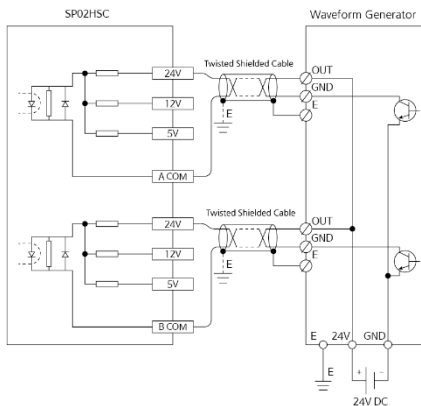 SP02HSC
Waveform Generator
Twisted Shielded Cable
24V
12V
5V
A COM
E
OUT
GND
E
Twisted Shielded Cable
24V
12V
5V
B COM
E
OUT
GND
E
E 24V GND
E
+ −
24V DC